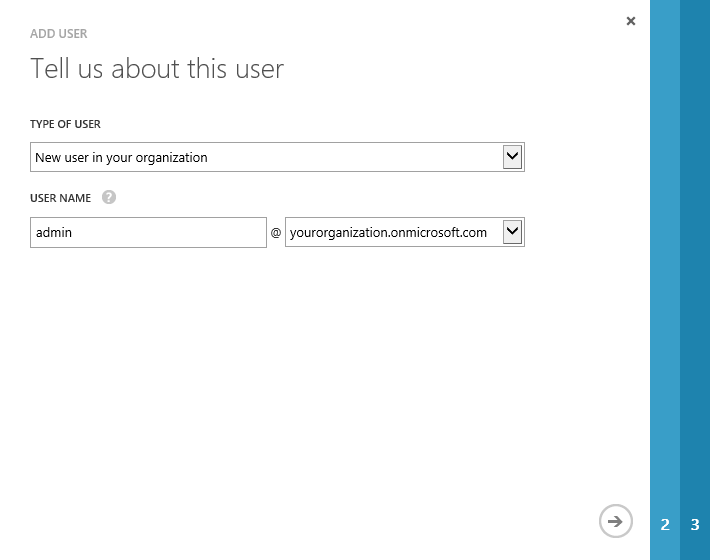 ADD USER
Tell us about this user
TYPE OF USER
New user in your organization
USER NAME ?
admin @ yourorganization.onmicrosoft.com
2 3